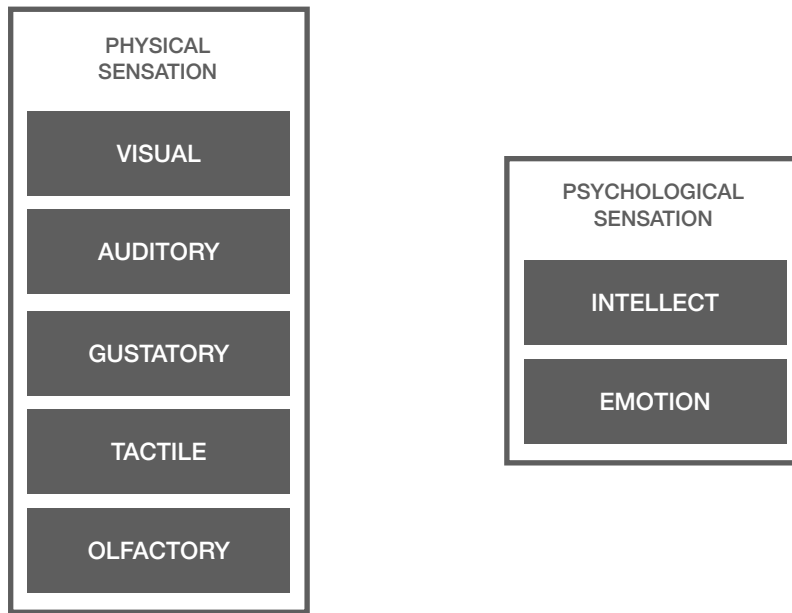 PHYSICAL
SENSATION
VISUAL
AUDITORY
GUSTATORY
TACTILE
OLFACTORY
PSYCHOLOGICAL
SENSATION
INTELLECT
EMOTION